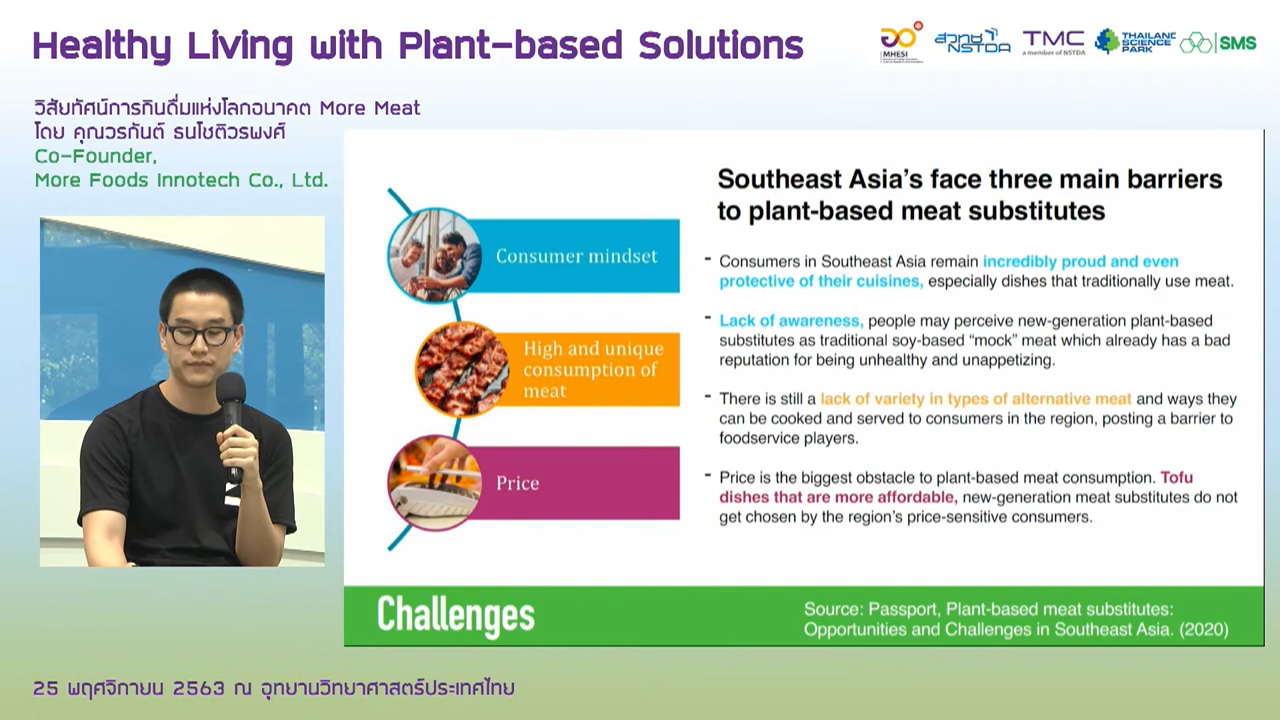 Healthy Living with Plant-based Solutions
MHESI
สวทช
NSTDA
TMC
a member of NSTDA
THAILAND
SCIENCE
PARK
SMS
วิสัยทัศน์การกินดื่มแห่งโลกอนาคต More Meat
โดย คุณวรกันต์ ธนโชติวรพงศ์
Co-Founder,
More Foods Innotech Co., Ltd.
Consumer mindset
High and unique
consumption of
meat
Price
Southeast Asia's face three main barriers
to plant-based meat substitutes
- Consumers in Southeast Asia remain incredibly proud and even
protective of their cuisines, especially dishes that traditionally use meat.
- Lack of awareness, people may perceive new-generation plant-based
substitutes as traditional soy-based “mock” meat which already has a bad
reputation for being unhealthy and unappetizing.
- There is still a lack of variety in types of alternative meat and ways they
can be cooked and served to consumers in the region, posting a barrier to
foodservice players.
- Price is the biggest obstacle to plant-based meat consumption. Tofu
dishes that are more affordable, new-generation meat substitutes do not
get chosen by the region's price-sensitive consumers.
Challenges
Source: Passport, Plant-based meat substitutes:
Opportunities and Challenges in Southeast Asia. (2020)
25 พฤศจิกายน 2563 ณ อุทยานวิทยาศาสตร์ประเทศไทย